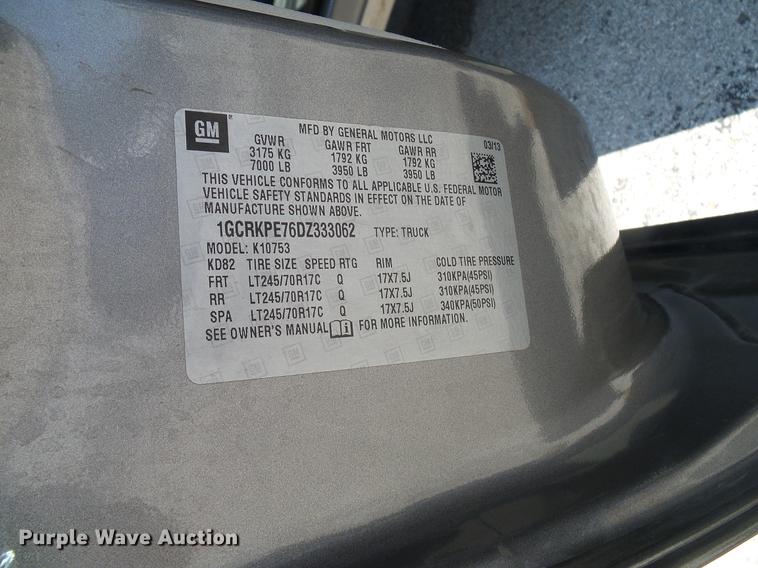 GM
MFD BY GENERAL MOTORS LLC 03/13
GVWR GAWR FRT GAWR RR
3175 KG 1792 KG 1792 KG
7000 LB 3950 LB 3950 LB
THIS VEHICLE CONFORMS TO ALL APPLICABLE U.S. FEDERAL MOTOR
VEHICLE SAFETY STANDARDS IN EFFECT ON THE DATE OF
MANUFACTURE SHOWN ABOVE.
1GCRKPE76DZ333062 TYPE: TRUCK
MODEL: K10753
KD82 TIRE SIZE SPEED RTG RIM COLD TIRE PRESSURE
FRT LT245/70R17C Q 17X7.5J 310KPA(45PSI)
RR LT245/70R17C Q 17X7.5J 310KPA(45PSI)
SPA LT245/70R17C Q 17X7.5J 340KPA(50PSI)
SEE OWNER'S MANUAL FOR MORE INFORMATION.
Purple Wave Auction